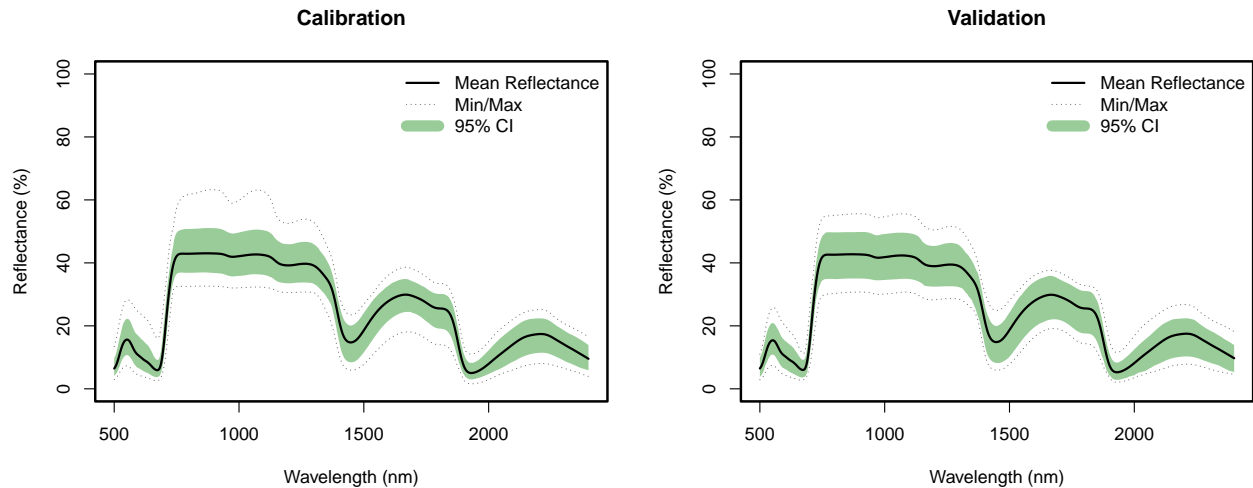 Calibration
Reflectance (%)
100
80
60
40
20
0
Mean Reflectance
Min/Max
95% CI
500
1000
1500
2000
Wavelength (nm)
Validation
Reflectance (%)
100
80
60
40
20
0
Mean Reflectance
Min/Max
95% CI
500
1000
1500
2000
Wavelength (nm)